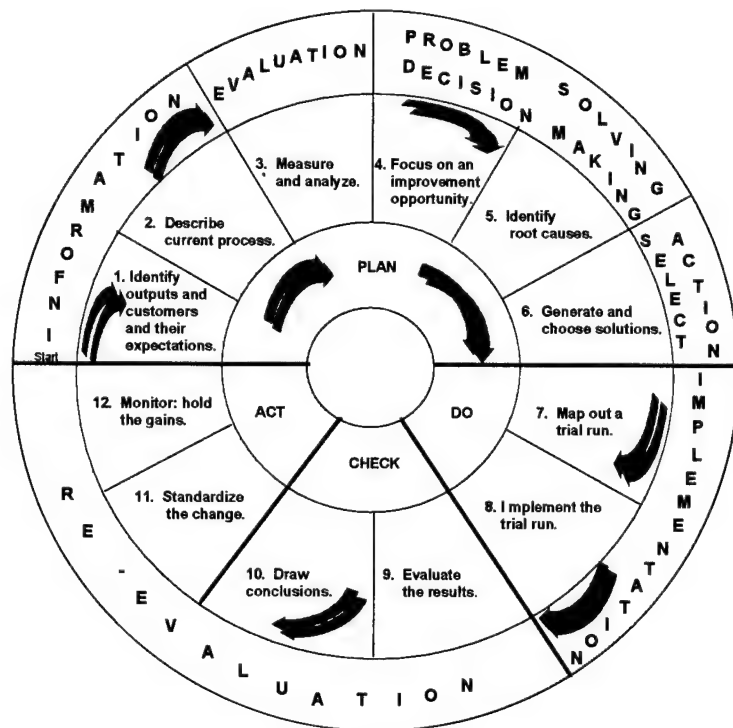 INFORMATION
EVALUATION
PROBLEM SOLVING
DECISION MAKING
SELECT
ACTION
IMPLEMENTATION
RE-EVALUATION
Start
1. Identify
outputs and
customers
and their
expectations.
2. Describe
current process.
3. Measure
and analyze.
4. Focus on an
improvement
opportunity.
5. Identify
root causes.
6. Generate and
choose solutions.
7. Map out a
trial run.
8. I mplement the
trial run.
9. Evaluate
the results.
10. Draw
conclusions.
11. Standardize
the change.
12. Monitor: hold
the gains.
PLAN
DO
CHECK
ACT